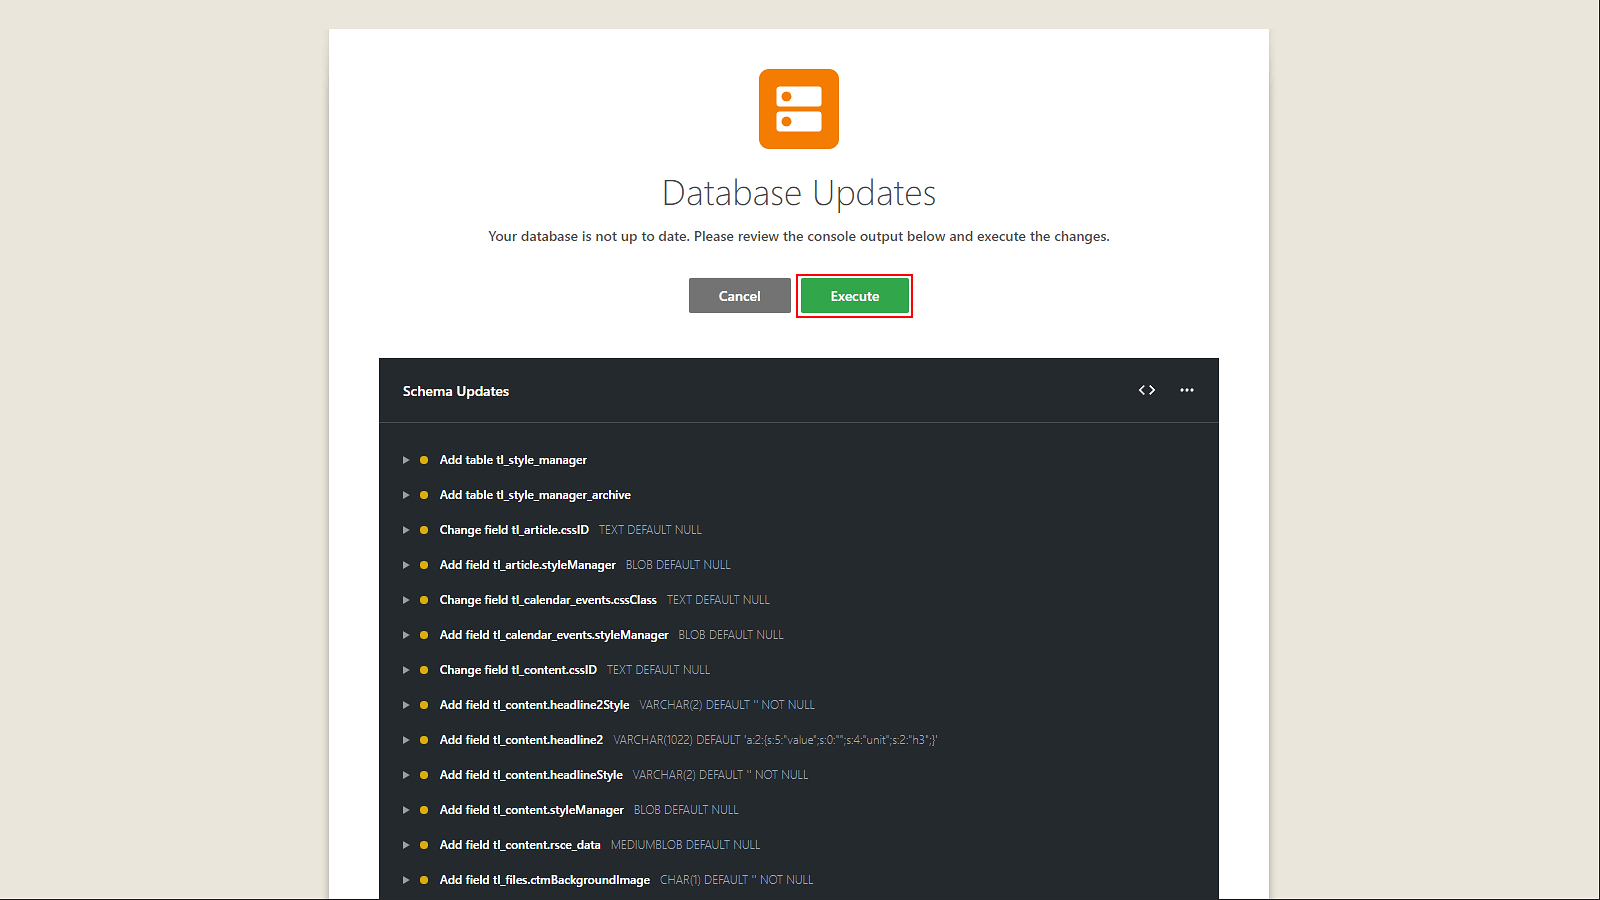 Database Updates
Your database is not up to date. Please review the console output below and execute the changes.
Cancel Execute
Schema Updates
Add table tl_style_manager
Add table tl_style_manager_archive
Change field tl_article.cssID TEXT DEFAULT NULL
Add field tl_article.styleManager BLOB DEFAULT NULL
Change field tl_calendar_events.cssClass TEXT DEFAULT NULL
Add field tl_calendar_events.styleManager BLOB DEFAULT NULL
Change field tl_content.cssID TEXT DEFAULT NULL
Add field tl_content.headline2Style VARCHAR(2) DEFAULT '' NOT NULL
Add field tl_content.headline2 VARCHAR(1022) DEFAULT 'a:2:{s:5:"value";s:0:"";s:4:"unit";s:2:"h3";}'
Add field tl_content.headlineStyle VARCHAR(2) DEFAULT '' NOT NULL
Add field tl_content.styleManager BLOB DEFAULT NULL
Add field tl_content.rsce_data MEDIUMBLOB DEFAULT NULL
Add field tl_files.ctmBackgroundImage CHAR(1) DEFAULT '' NOT NULL